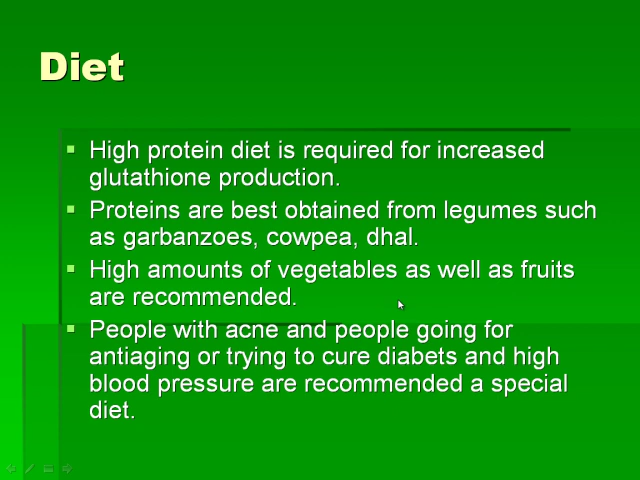 Diet
High protein diet is required for increased
glutathione production.
Proteins are best obtained from legumes such
as garbanzoes, cowpea, dhal.
High amounts of vegetables as well as fruits
are recommended.
People with acne and people going for
antiaging or trying to cure diabets and high
blood pressure are recommended a special
diet.